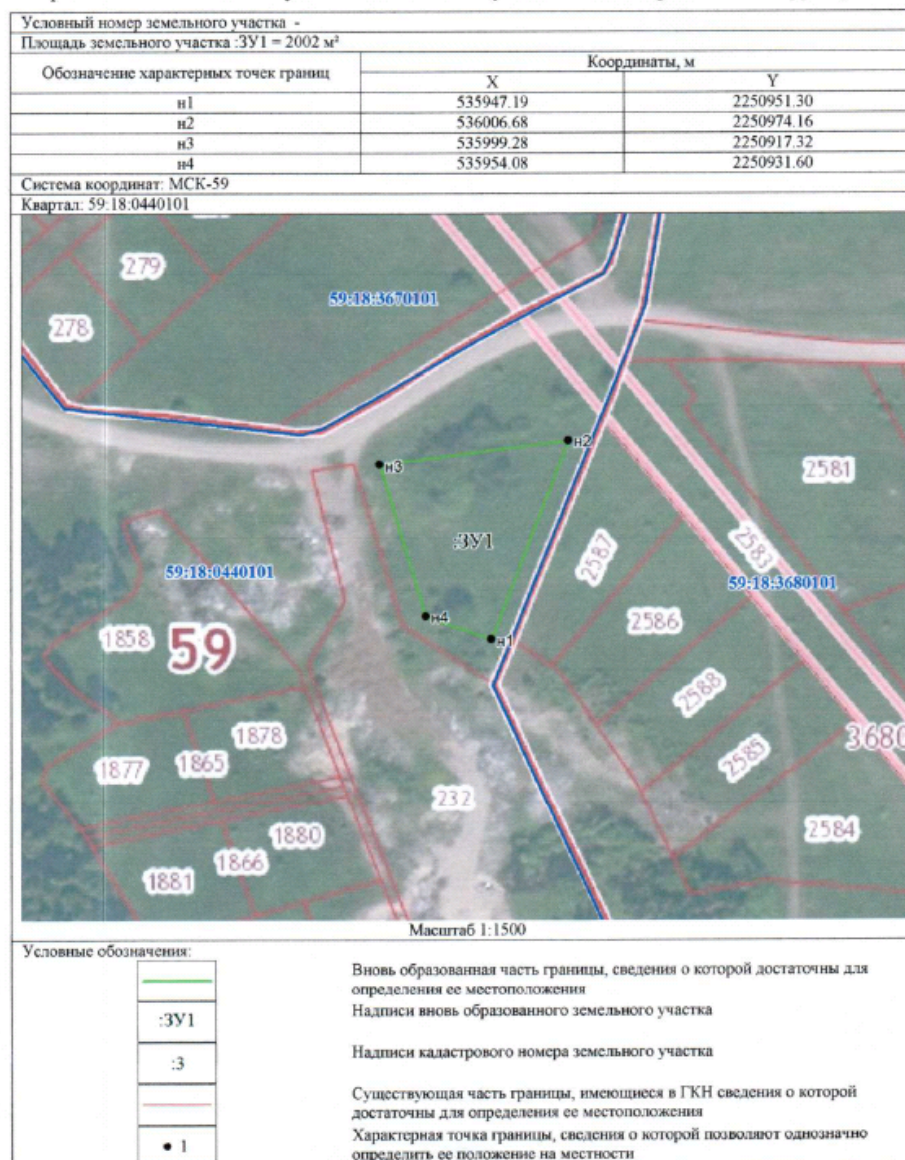 Условный номер земельного участка -
Площадь земельного участка :ЗУ1 = 2002 м²
Обозначение характерных точек границ
Координаты, м
X Y
н1 535947.19 2250951.30
н2 536006.68 2250974.16
н3 535999.28 2250917.32
н4 535954.08 2250931.60
Система координат: МСК-59
Квартал: 59:18:0440101
279
59:18:3670101
278
н2
н3
2581
:ЗУ1
2587
2583
59:18:0440101
59:18:3680101
н4
2586
1858
59
н1
2588
1878
3680
1877
1865
2585
232
1880
2584
1866
1881
Масштаб 1:1500
Условные обозначения:
Вновь образованная часть границы, сведения о которой достаточны для
определения ее местоположения
:ЗУ1
Надписи вновь образованного земельного участка
:3
Надписи кадастрового номера земельного участка
Существующая часть границы, имеющиеся в ГКН сведения о которой
достаточны для определения ее местоположения
1
Характерная точка границы, сведения о которой позволяют однозначно
определить ее положение на местности